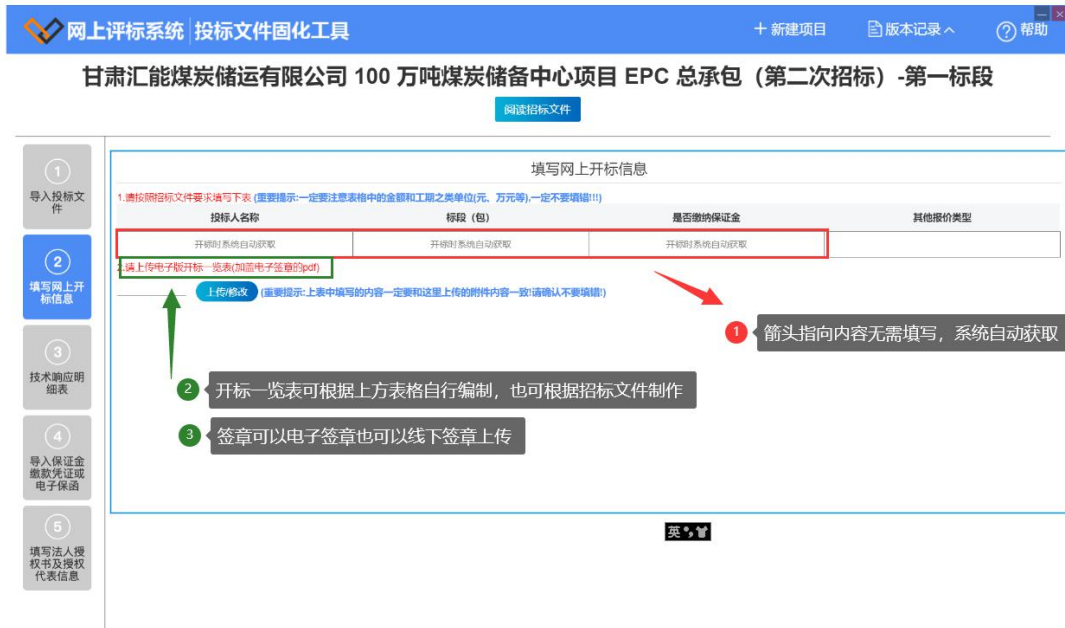 网上评标系统 投标文件固化工具
新建项目
版本记录
帮助
甘肃汇能煤炭储运有限公司 100 万吨煤炭储备中心项目 EPC 总承包（第二次招标）-第一标段
阅读招标文件
1
导入投标文
件
2
填写网上开
标信息
3
技术响应明
细表
4
导入保证金
缴款凭证或
电子保函
5
填写法人授
权书及授权
代表信息
填写网上开标信息
1.请按照招标文件要求填写下表 (重要提示:一定要注意表格中的金额和工期之类单位(元、万元等),一定不要填错!!!)
投标人名称 标段（包） 是否缴纳保证金 其他报价类型
开标时系统自动获取 开标时系统自动获取 开标时系统自动获取
2.请上传电子版开标一览表(加盖电子签章的pdf)
上传/修改 (重要提示:上表中填写的内容一定要和这里上传的附件内容一致!请确认不要填错!)
1 箭头指向内容无需填写，系统自动获取
2 开标一览表可根据上方表格自行编制，也可根据招标文件制作
3 签章可以电子签章也可以线下签章上传
英